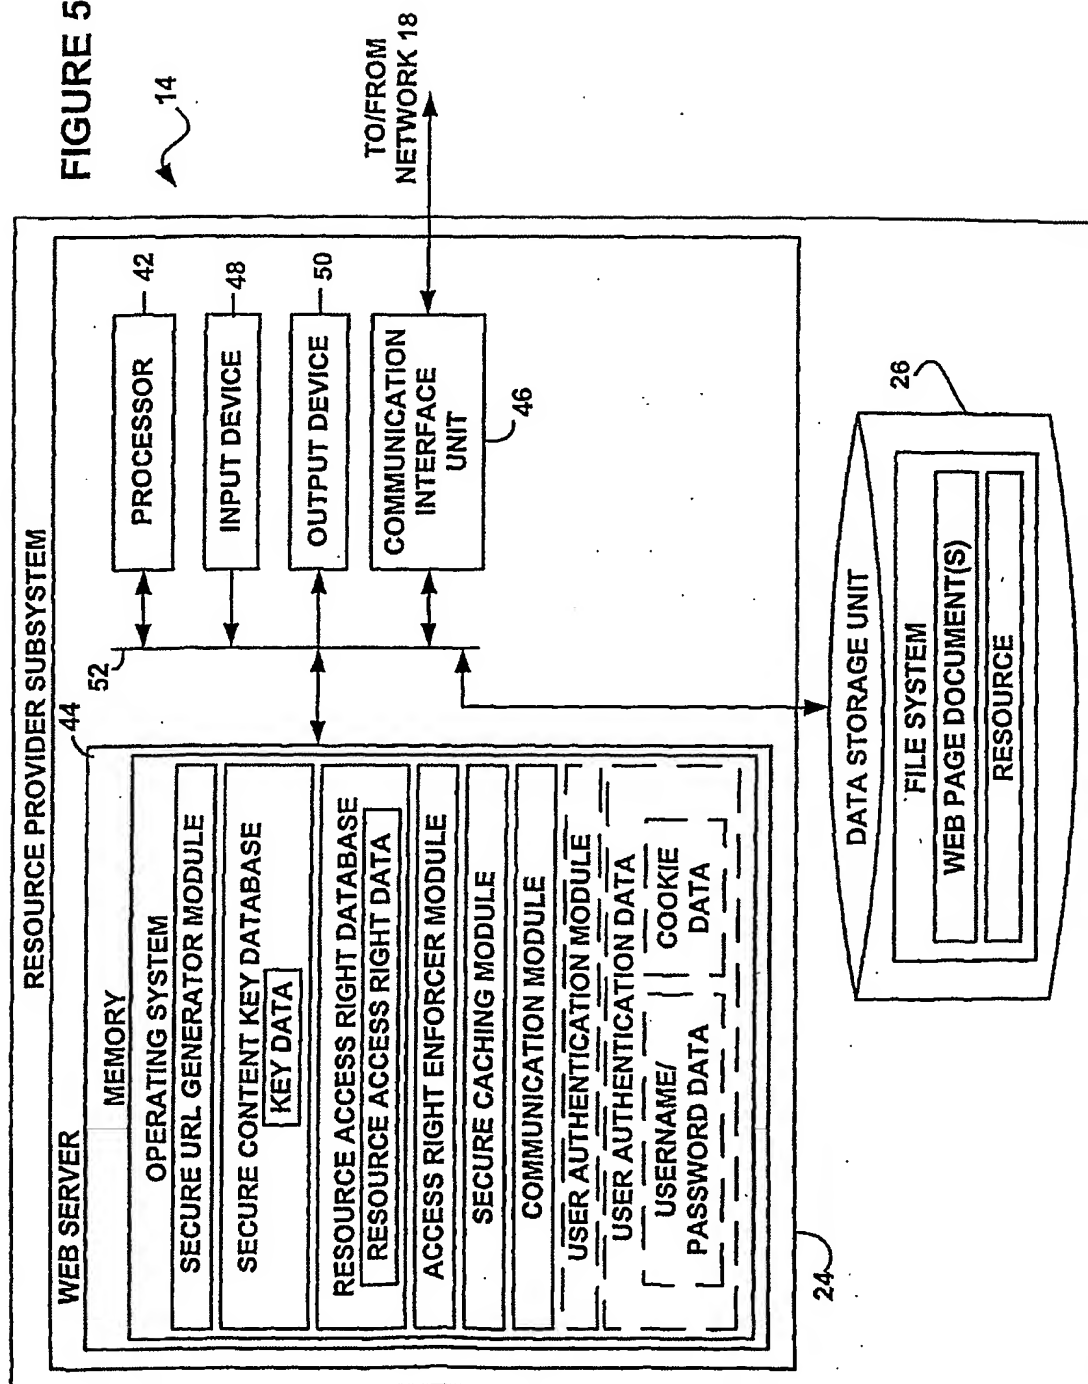 FIGURE 5
14
RESOURCE PROVIDER SUBSYSTEM
WEB SERVER
44
MEMORY
OPERATING SYSTEM
SECURE URL GENERATOR MODULE
SECURE CONTENT KEY DATABASE
KEY DATA
RESOURCE ACCESS RIGHT DATABASE
RESOURCE ACCESS RIGHT DATA
ACCESS RIGHT ENFORCER MODULE
SECURE CACHING MODULE
COMMUNICATION MODULE
USER AUTHENTICATION MODULE
USER AUTHENTICATION DATA
USERNAME/
PASSWORD DATA
COOKIE
DATA
24
52
PROCESSOR
42
INPUT DEVICE
48
OUTPUT DEVICE
50
COMMUNICATION
INTERFACE
UNIT
46
TO/FROM
NETWORK 18
DATA STORAGE UNIT
26
FILE SYSTEM
WEB PAGE DOCUMENT(S)
RESOURCE